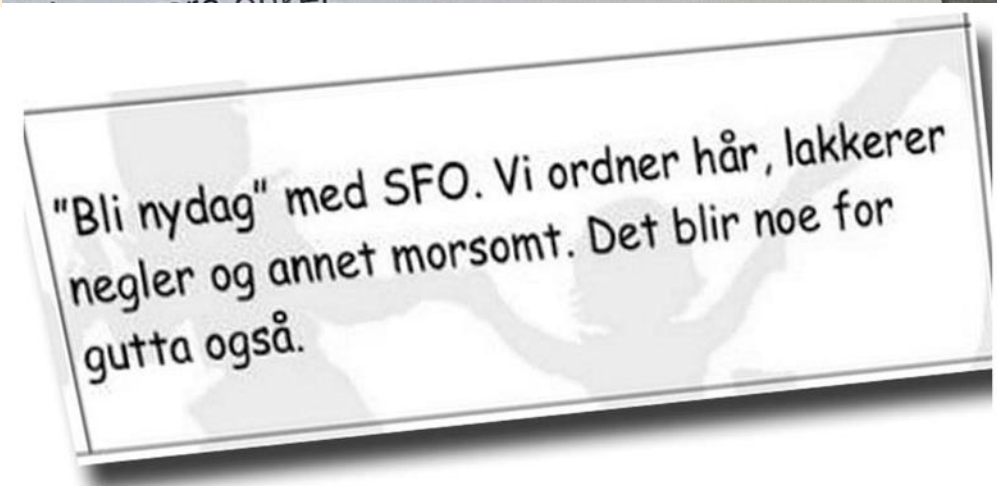 "Bli nydag" med SFO. Vi ordner hår, lakkerer
negler og annet morsomt. Det blir noe for
gutta også.